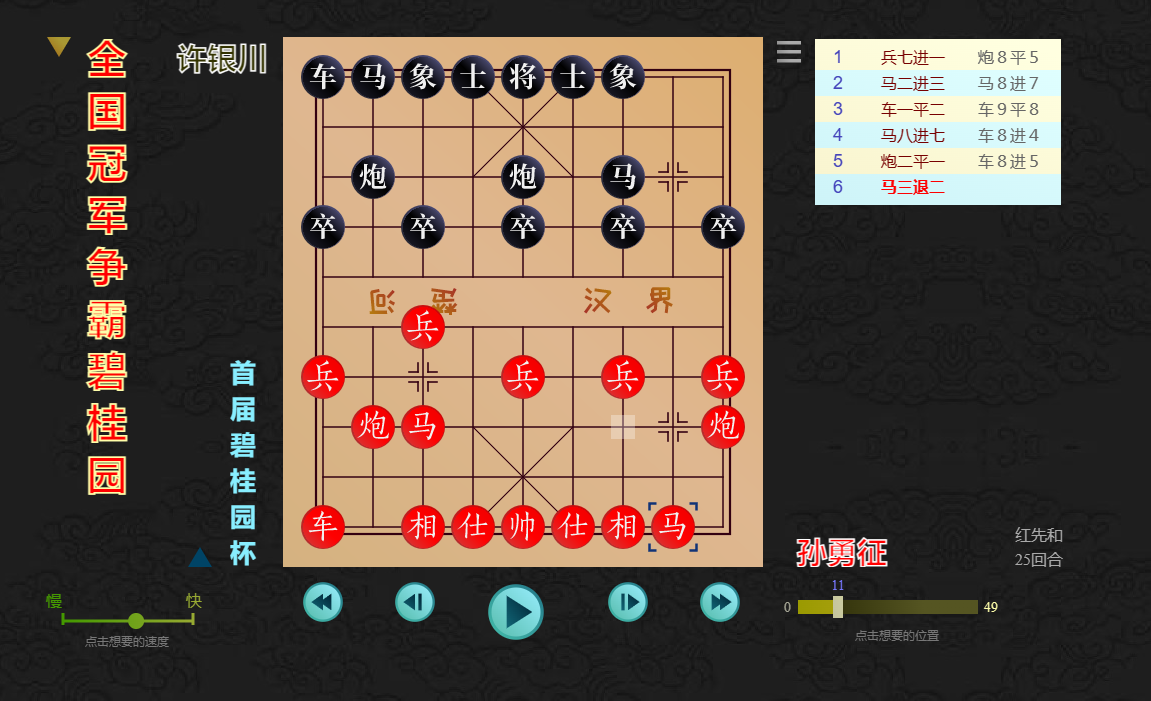 全国冠军争霸碧桂园
首届碧桂园杯
许银川
车马象士将士象
炮炮马
卒卒卒卒卒
汉界
兵
兵兵兵兵
炮马炮
车相仕帅仕相马
1 兵七进一 炮8平5
2 马二进三 马8进7
3 车一平二 车9平8
4 马八进七 车8进4
5 炮二平一 车8进5
6 马三退二
孙勇征
红先和
25回合
慢 快
点击想要的速度
11
0 49
点击想要的位置